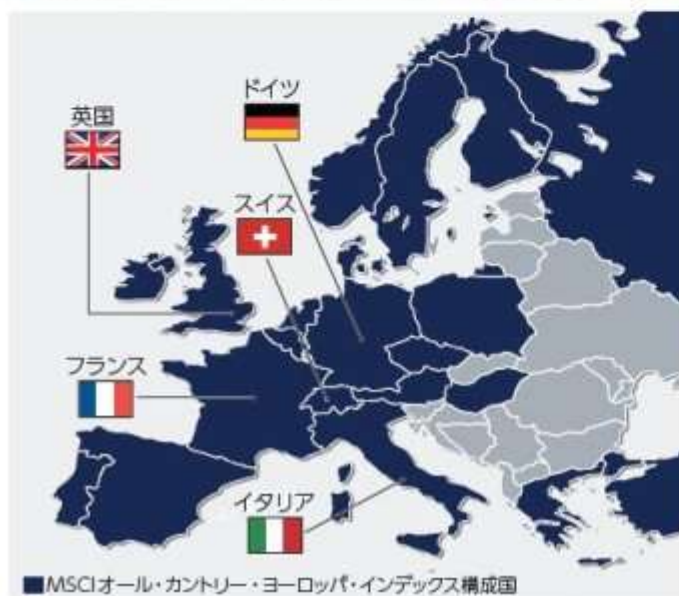 ドイツ
英国
スイス
フランス
イタリア
■MSCIオール・カントリー・ヨーロッパ・インデックス構成国